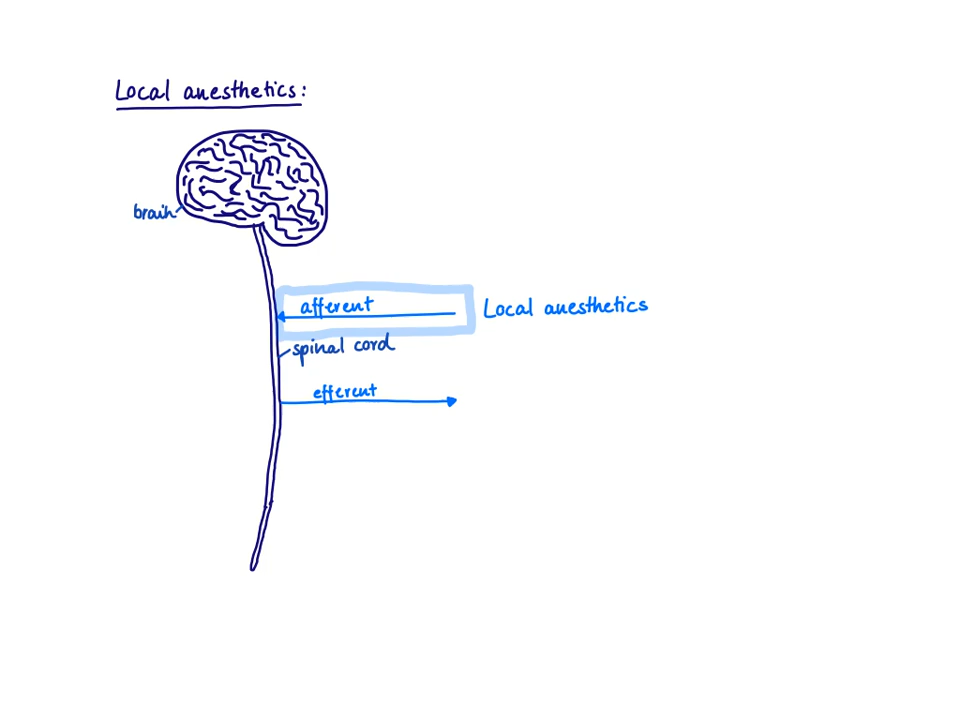 Local anesthetics:
brain
afferent
Local anesthetics
spinal cord
efferent